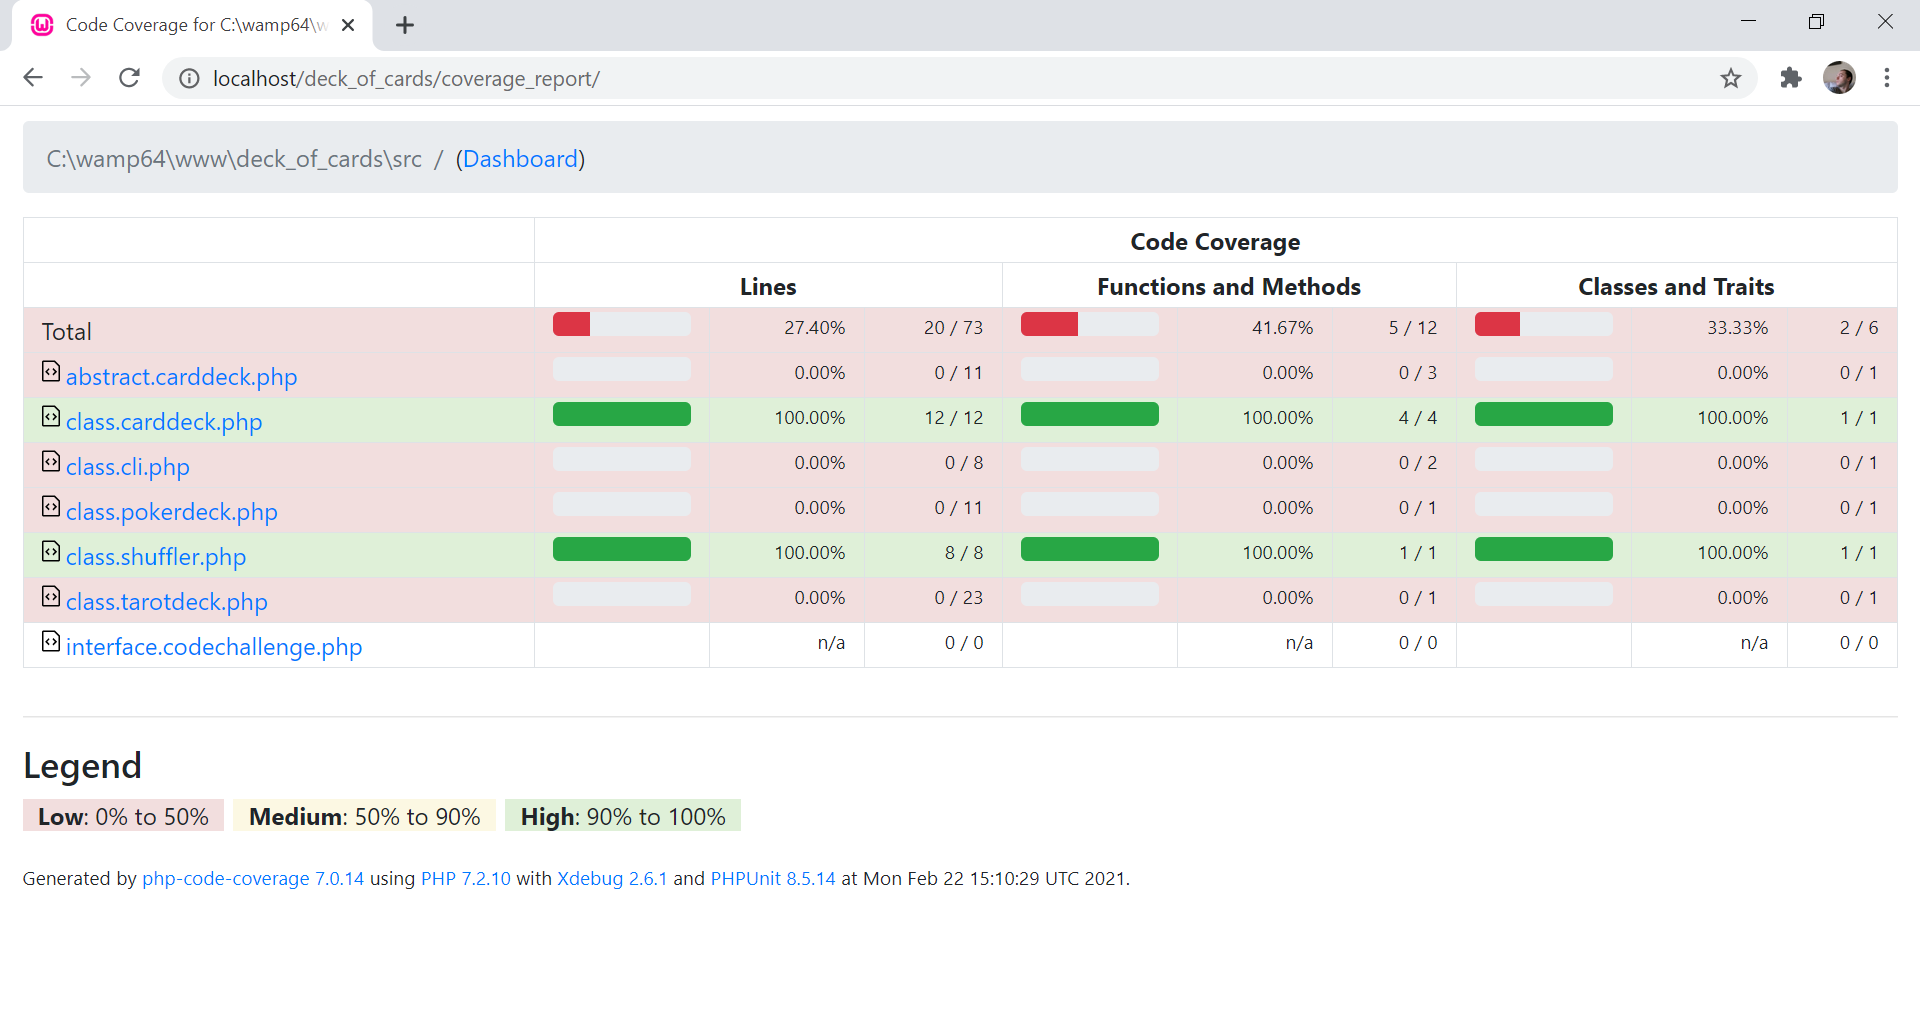 Code Coverage for C:\wamp64\w
localhost/deck_of_cards/coverage_report/
C:\wamp64\www\deck_of_cards\src / (Dashboard)
Code Coverage
Lines Functions and Methods Classes and Traits
Total 27.40% 20 / 73 41.67% 5 / 12 33.33% 2 / 6
abstract.carddeck.php 0.00% 0 / 11 0.00% 0 / 3 0.00% 0 / 1
class.carddeck.php 100.00% 12 / 12 100.00% 4 / 4 100.00% 1 / 1
class.cli.php 0.00% 0 / 8 0.00% 0 / 2 0.00% 0 / 1
class.pokerdeck.php 0.00% 0 / 11 0.00% 0 / 1 0.00% 0 / 1
class.shuffler.php 100.00% 8 / 8 100.00% 1 / 1 100.00% 1 / 1
class.tarotdeck.php 0.00% 0 / 23 0.00% 0 / 1 0.00% 0 / 1
interface.codechallenge.php n/a 0 / 0 n/a 0 / 0 n/a 0 / 0
Legend
Low: 0% to 50% Medium: 50% to 90% High: 90% to 100%
Generated by php-code-coverage 7.0.14 using PHP 7.2.10 with Xdebug 2.6.1 and PHPUnit 8.5.14 at Mon Feb 22 15:10:29 UTC 2021.